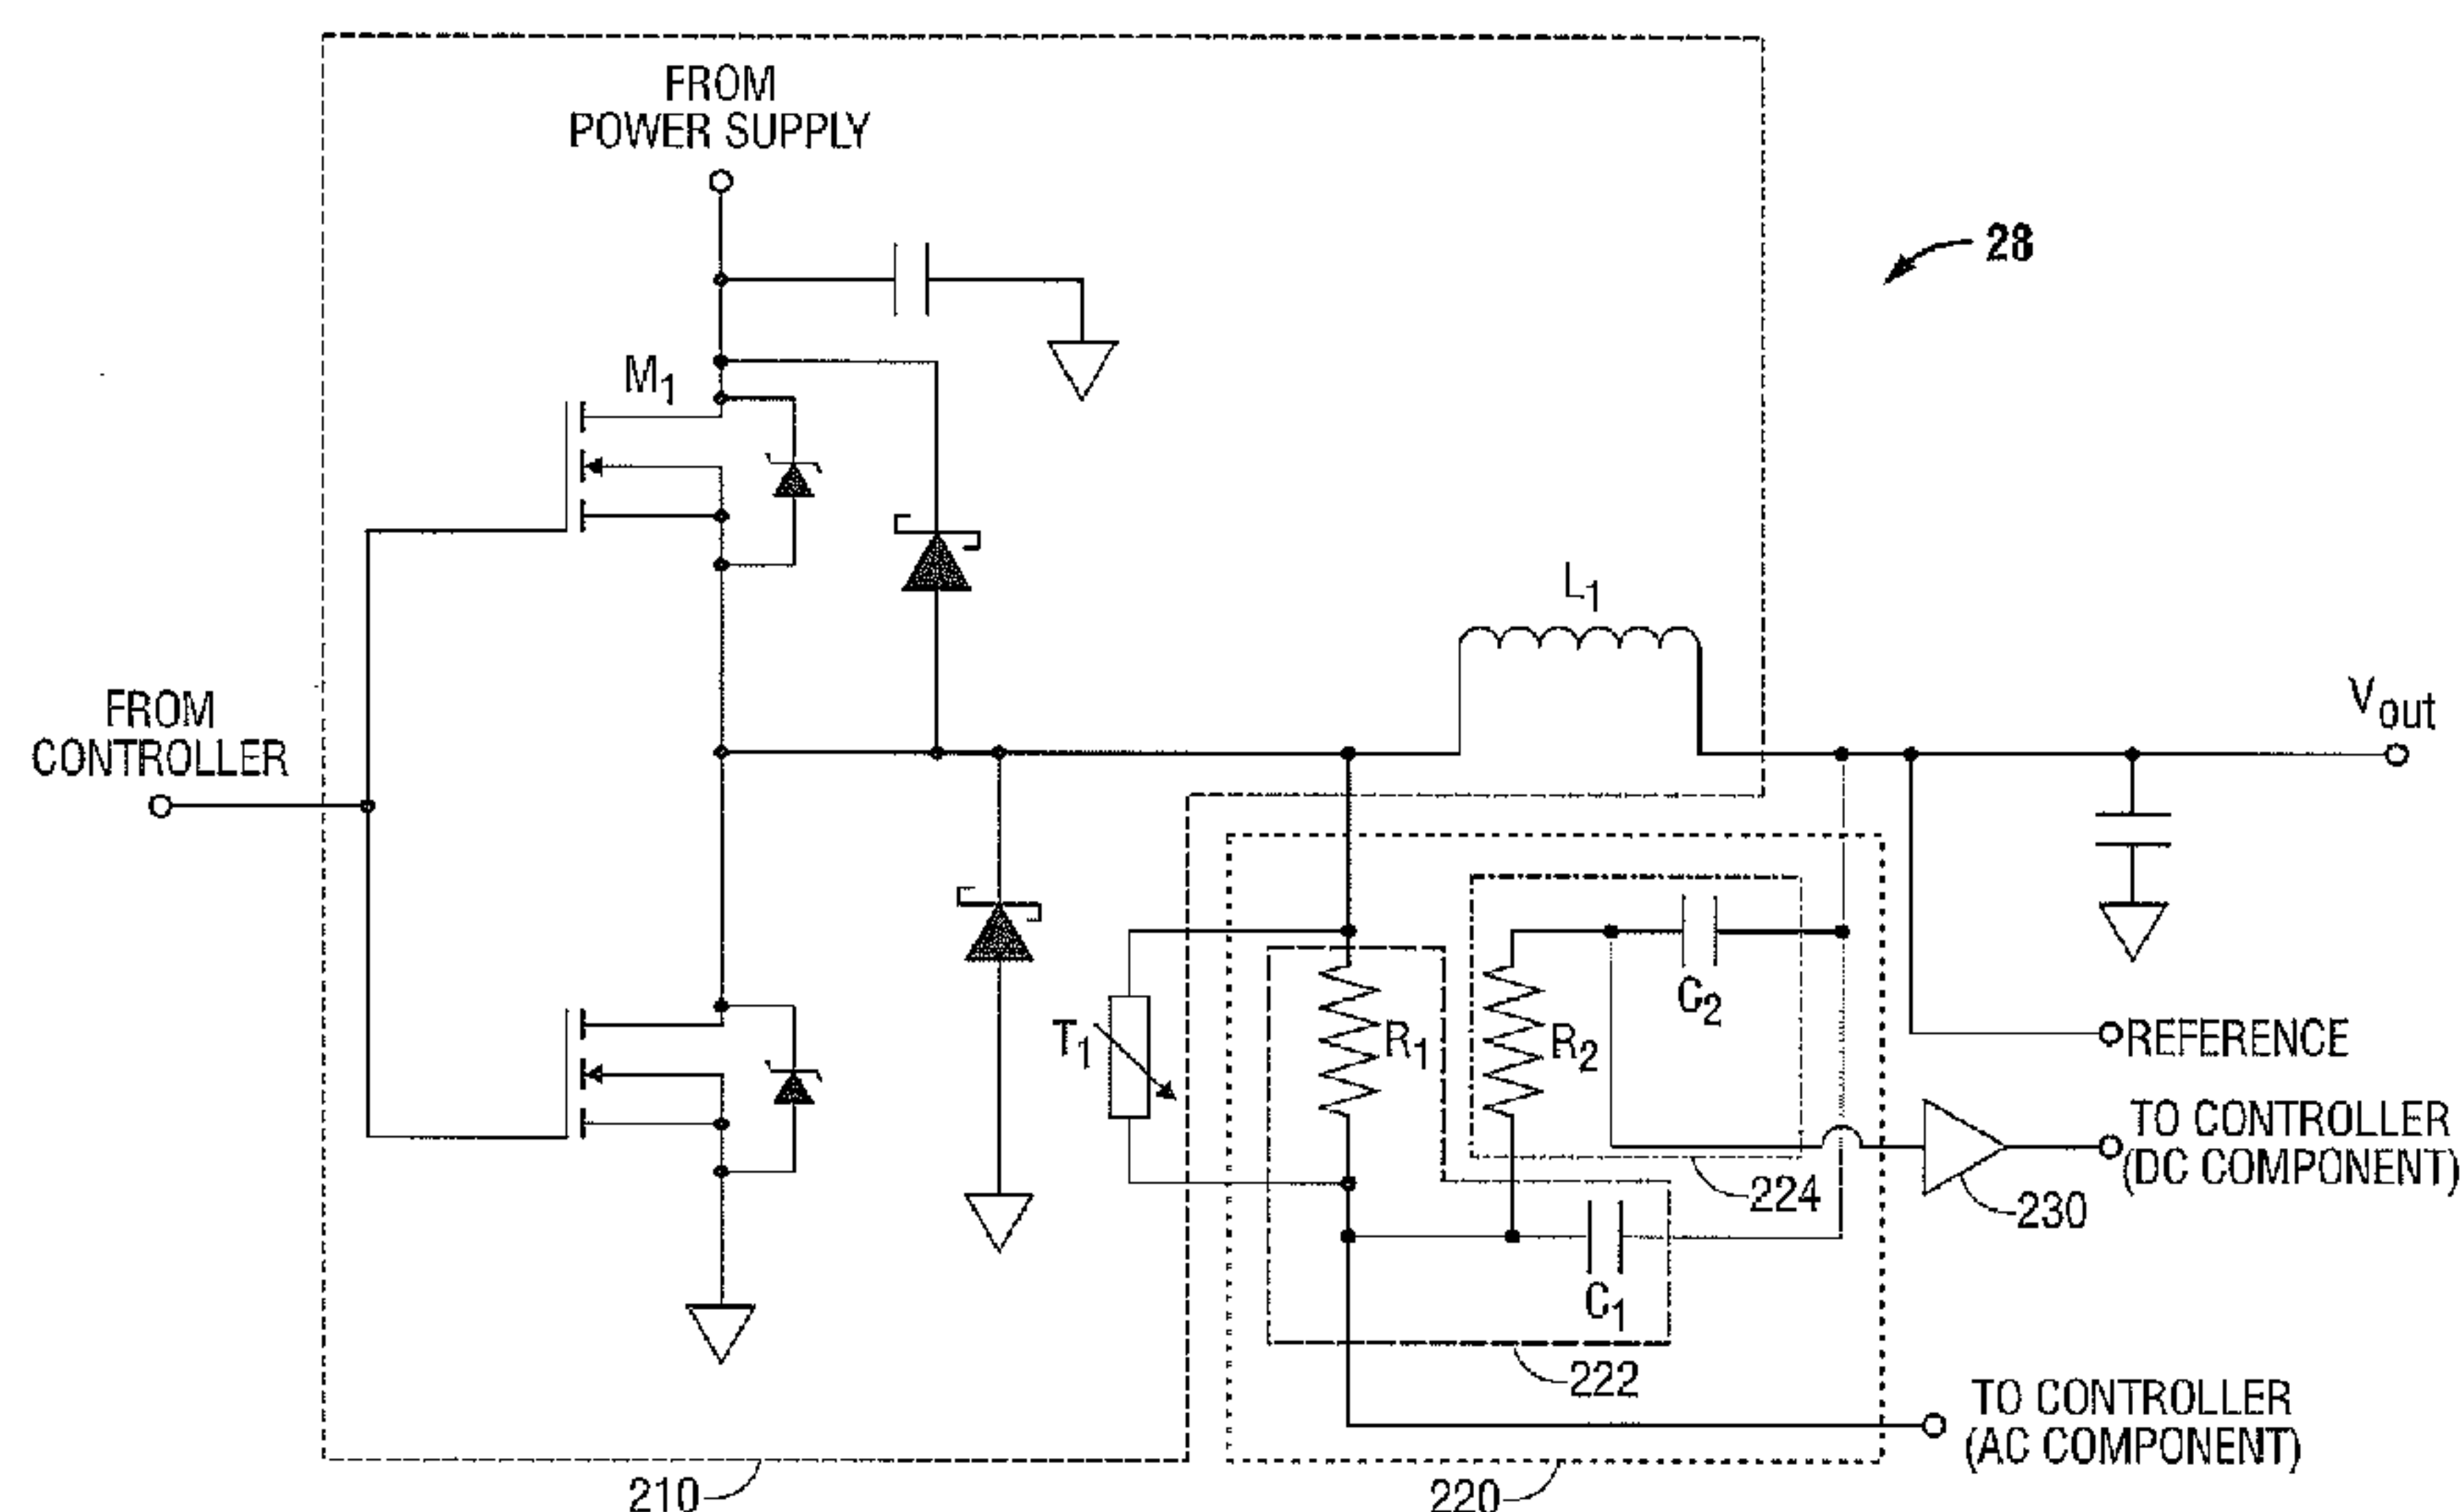 FROM
POWER SUPPLY
28
M1
L1
FROM
CONTROLLER
Vout
T1
R1
R2
C2
REFERENCE
TO CONTROLLER
(DC COMPONENT)
224
230
C1
222
TO CONTROLLER
(AC COMPONENT)
210
220